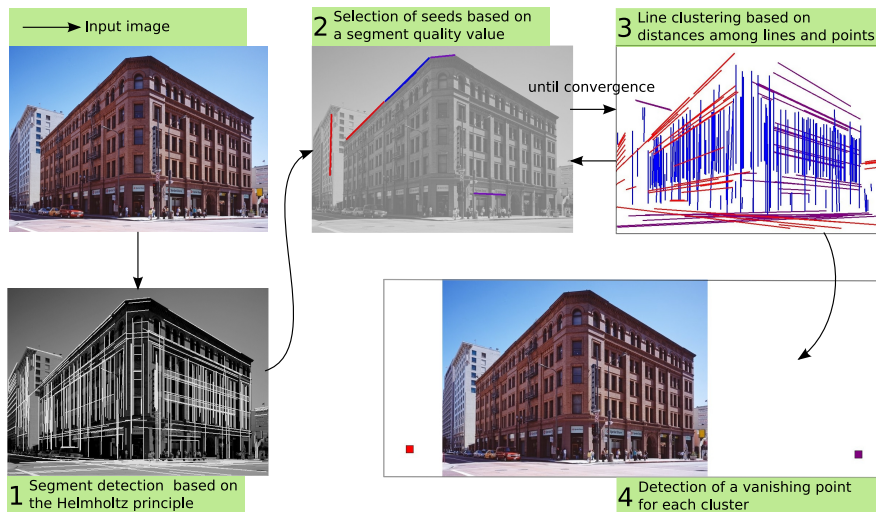 Input image
2 Selection of seeds based on
a segment quality value
3 Line clustering based on
distances among lines and points
until convergence
1 Segment detection based on
the Helmholtz principle
4 Detection of a vanishing point
for each cluster